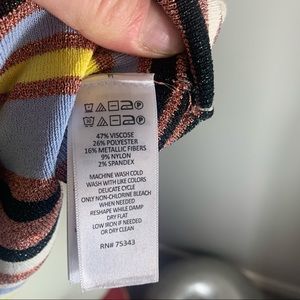 47% VISCOSE
26% POLYESTER
16% METALLIC FIBERS
9% NYLON
2% SPANDEX
MACHINE WASH COLD
WASH WITH LIKE COLORS
DELICATE CYCLE
ONLY NON-CHLORINE BLEACH
WHEN NEEDED
RESHAPE WHILE DAMP
DRY FLAT
LOW IRON IF NEEDED
OR DRY CLEAN
RN# 75343